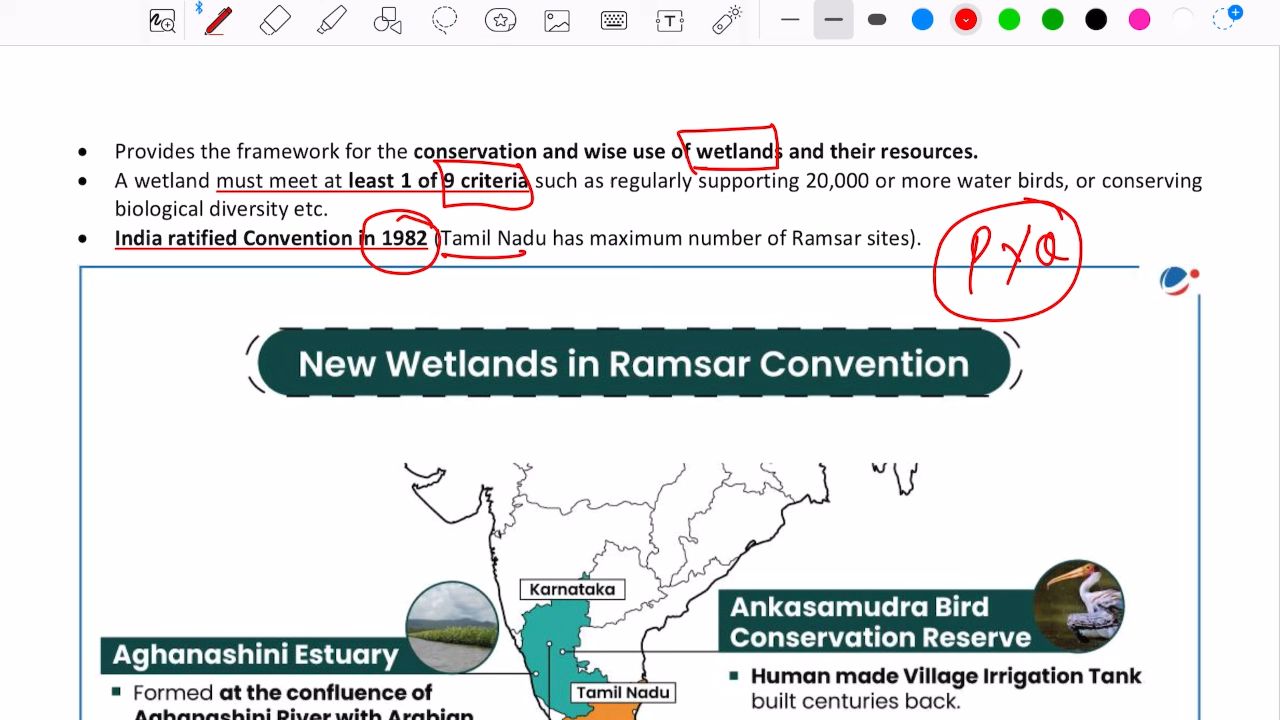 • Provides the framework for the conservation and wise use of wetlands and their resources.
• A wetland must meet at least 1 of 9 criteria such as regularly supporting 20,000 or more water birds, or conserving
biological diversity etc.
• India ratified Convention in 1982 (Tamil Nadu has maximum number of Ramsar sites).
PYQ
New Wetlands in Ramsar Convention
Karnataka
Ankasamudra Bird
Conservation Reserve
Aghanashini Estuary
▪ Human made Village Irrigation Tank
built centuries back.
Tamil Nadu
▪ Formed at the confluence of
Aghanashini River with Arabian